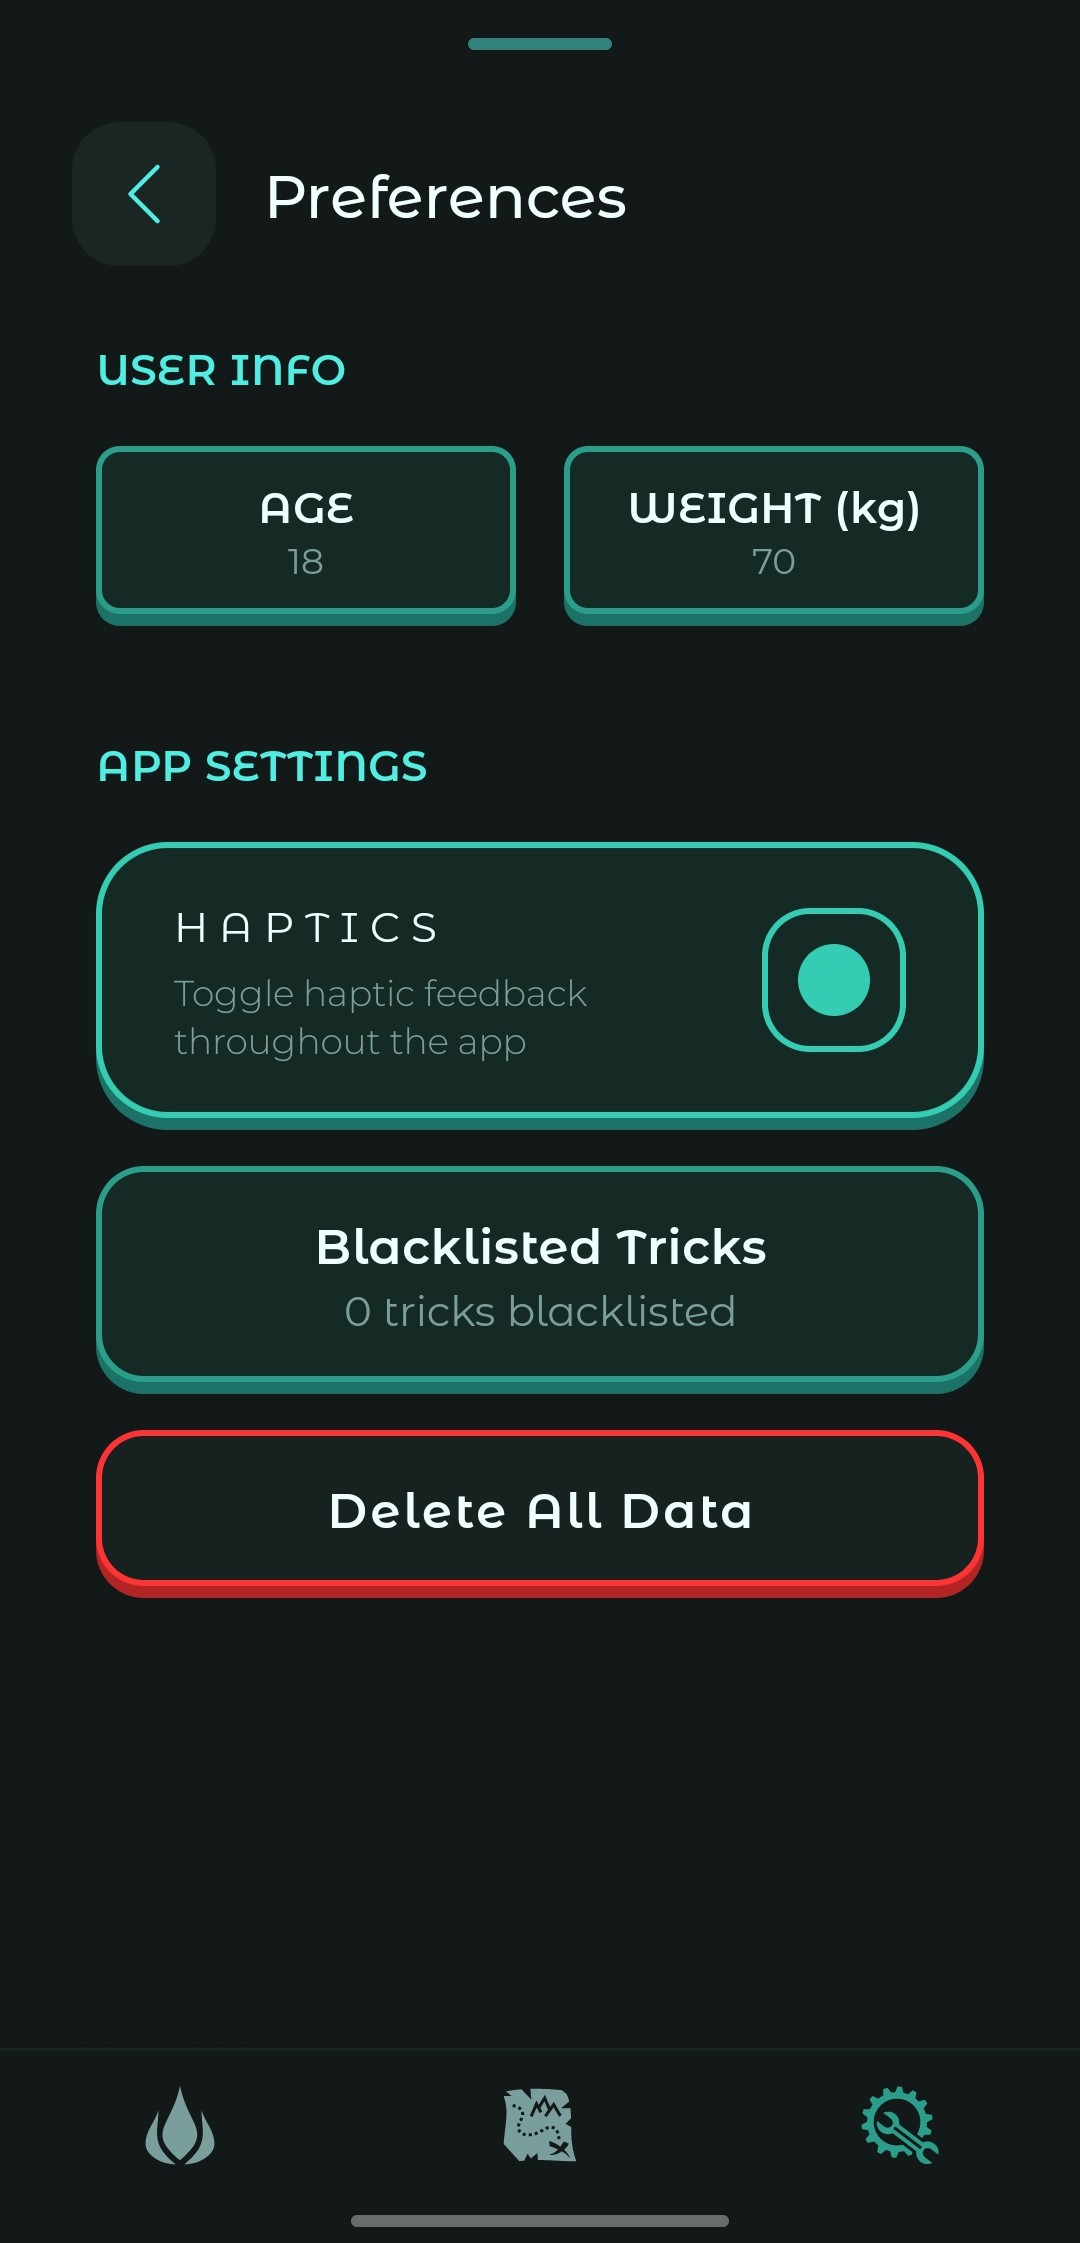 Preferences
USER INFO
AGE
18
WEIGHT (kg)
70
APP SETTINGS
HAPTICS
Toggle haptic feedback
throughout the app
Blacklisted Tricks
0 tricks blacklisted
Delete All Data